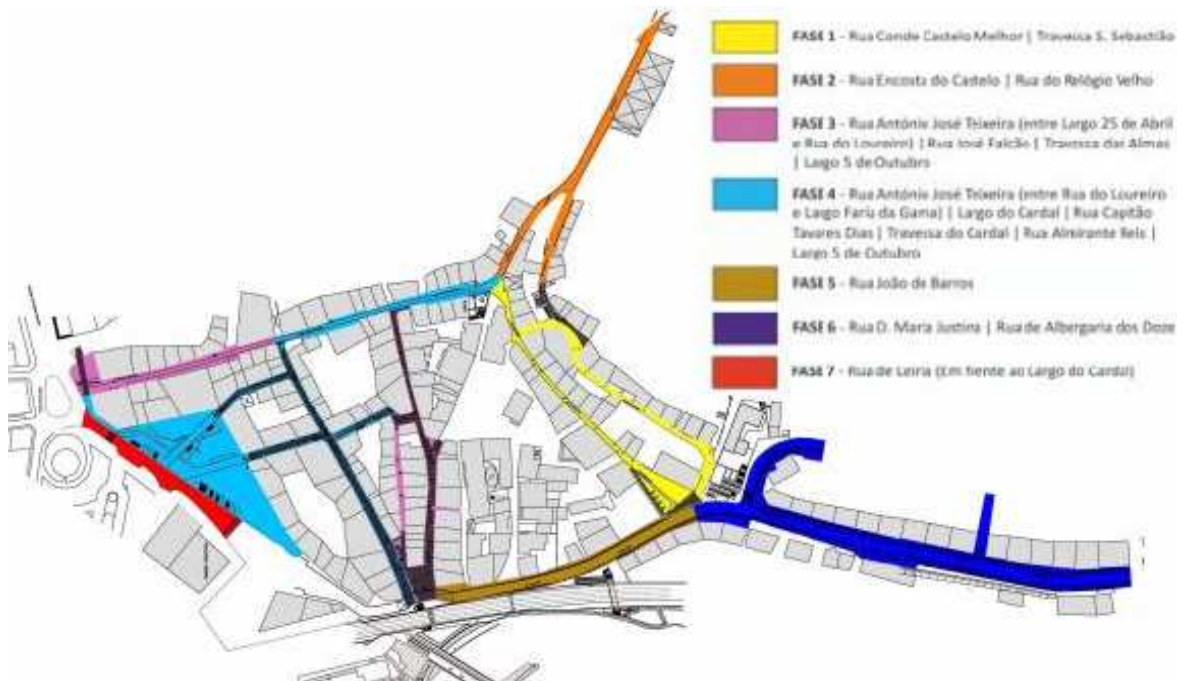 FASE 1 - Rua Conde Castelo Melhor | Travessa S. Sebastião
FASE 2 - Rua Encosta do Castelo | Rua do Relógio Velho
FASE 3 - Rua António José Teixeira (entre Largo 25 de Abril
e Rua do Loureiro) | Rua José Falcão | Travessa das Almas
| Largo 5 de Outubro
FASE 4 - Rua António José Teixeira (entre Rua do Loureiro
e Largo Faria da Gama) | Largo do Cardal | Rua Capitão
Tavares Dias | Travessa do Cardal | Rua Almirante Reis |
Largo 5 de Outubro
FASE 5 - Rua João de Barros
FASE 6 - Rua D. Maria Justina | Rua de Albergaria dos Doze
FASE 7 - Rua de Leiria (Em frente ao Largo do Cardal)